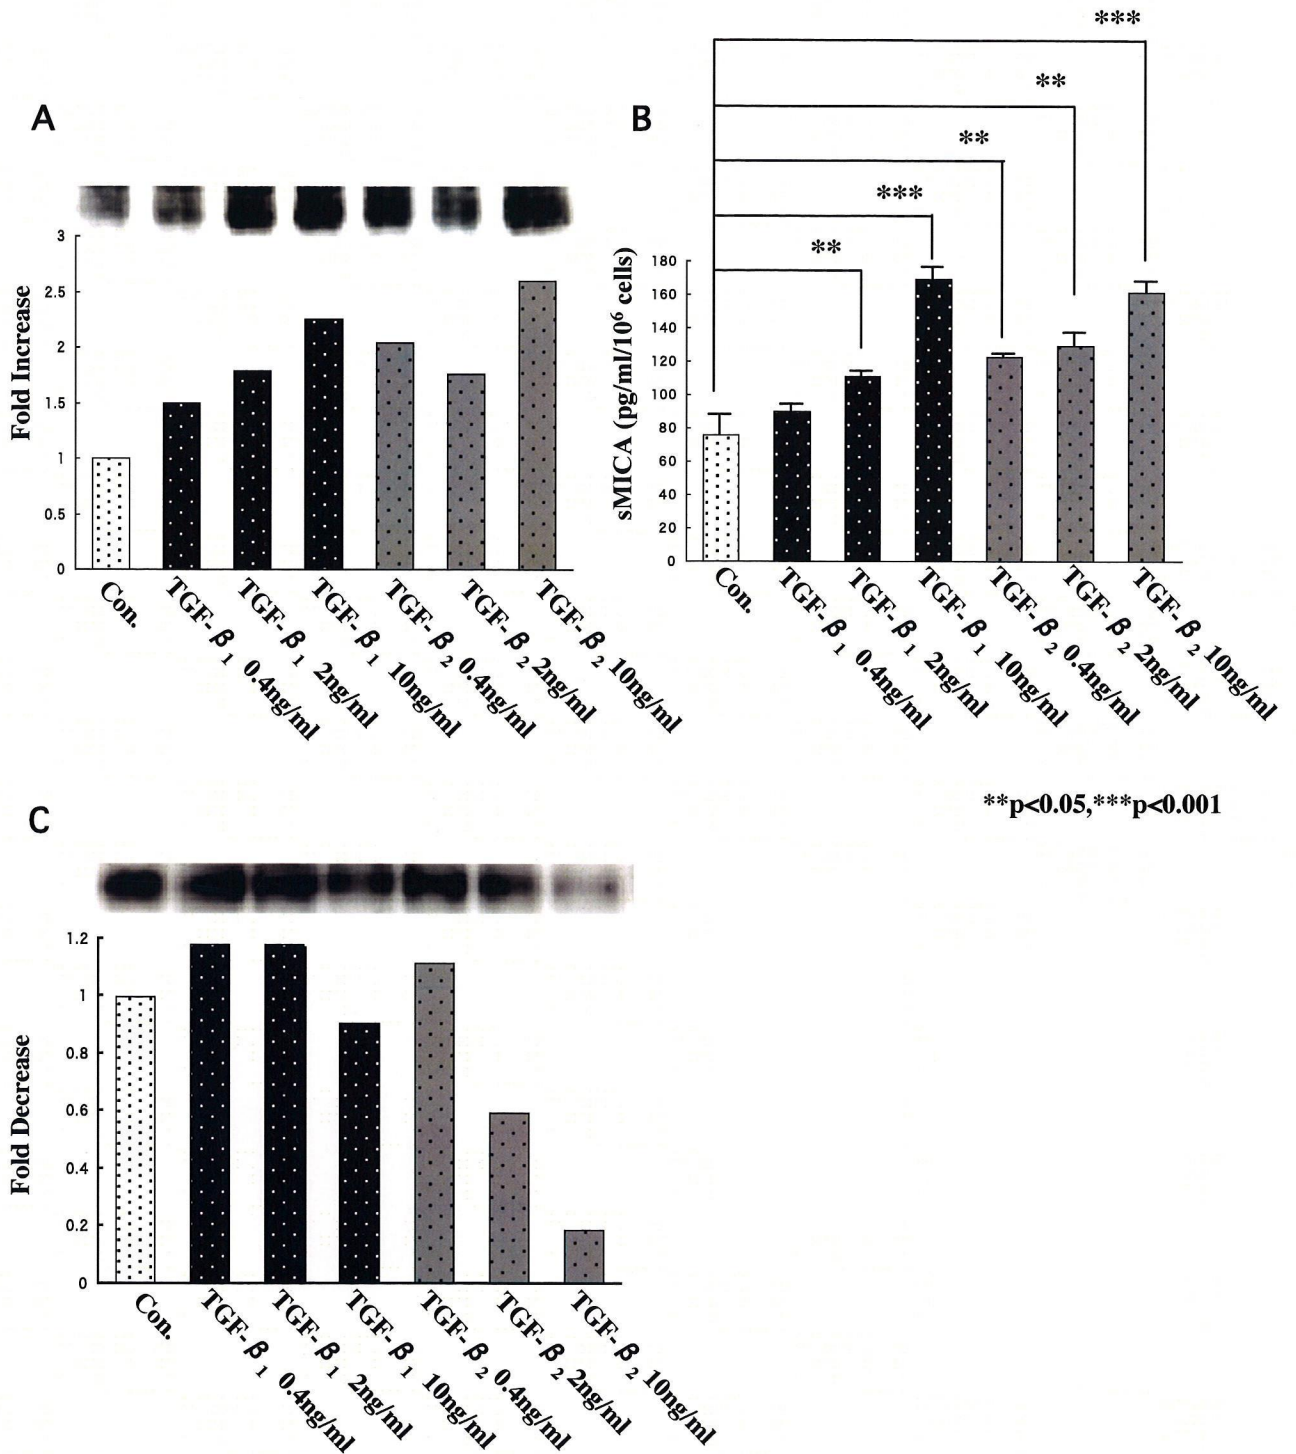 A
3
2.5
2
1.5
1
0.5
0
Fold Increase
Con.
TGF-β1 0.4ng/ml
TGF-β1 2ng/ml
TGF-β1 10ng/ml
TGF-β2 0.4ng/ml
TGF-β2 2ng/ml
TGF-β2 10ng/ml
B
***
**
**
***
**
180
160
140
120
100
80
60
40
20
0
sMICA (pg/ml/10⁶ cells)
Con.
TGF-β1 0.4ng/ml
TGF-β1 2ng/ml
TGF-β1 10ng/ml
TGF-β2 0.4ng/ml
TGF-β2 2ng/ml
TGF-β2 10ng/ml
**p<0.05,***p<0.001
C
1.2
1
0.8
0.6
0.4
0.2
0
Fold Decrease
Con.
TGF-β1 0.4ng/ml
TGF-β1 2ng/ml
TGF-β1 10ng/ml
TGF-β2 0.4ng/ml
TGF-β2 2ng/ml
TGF-β2 10ng/ml